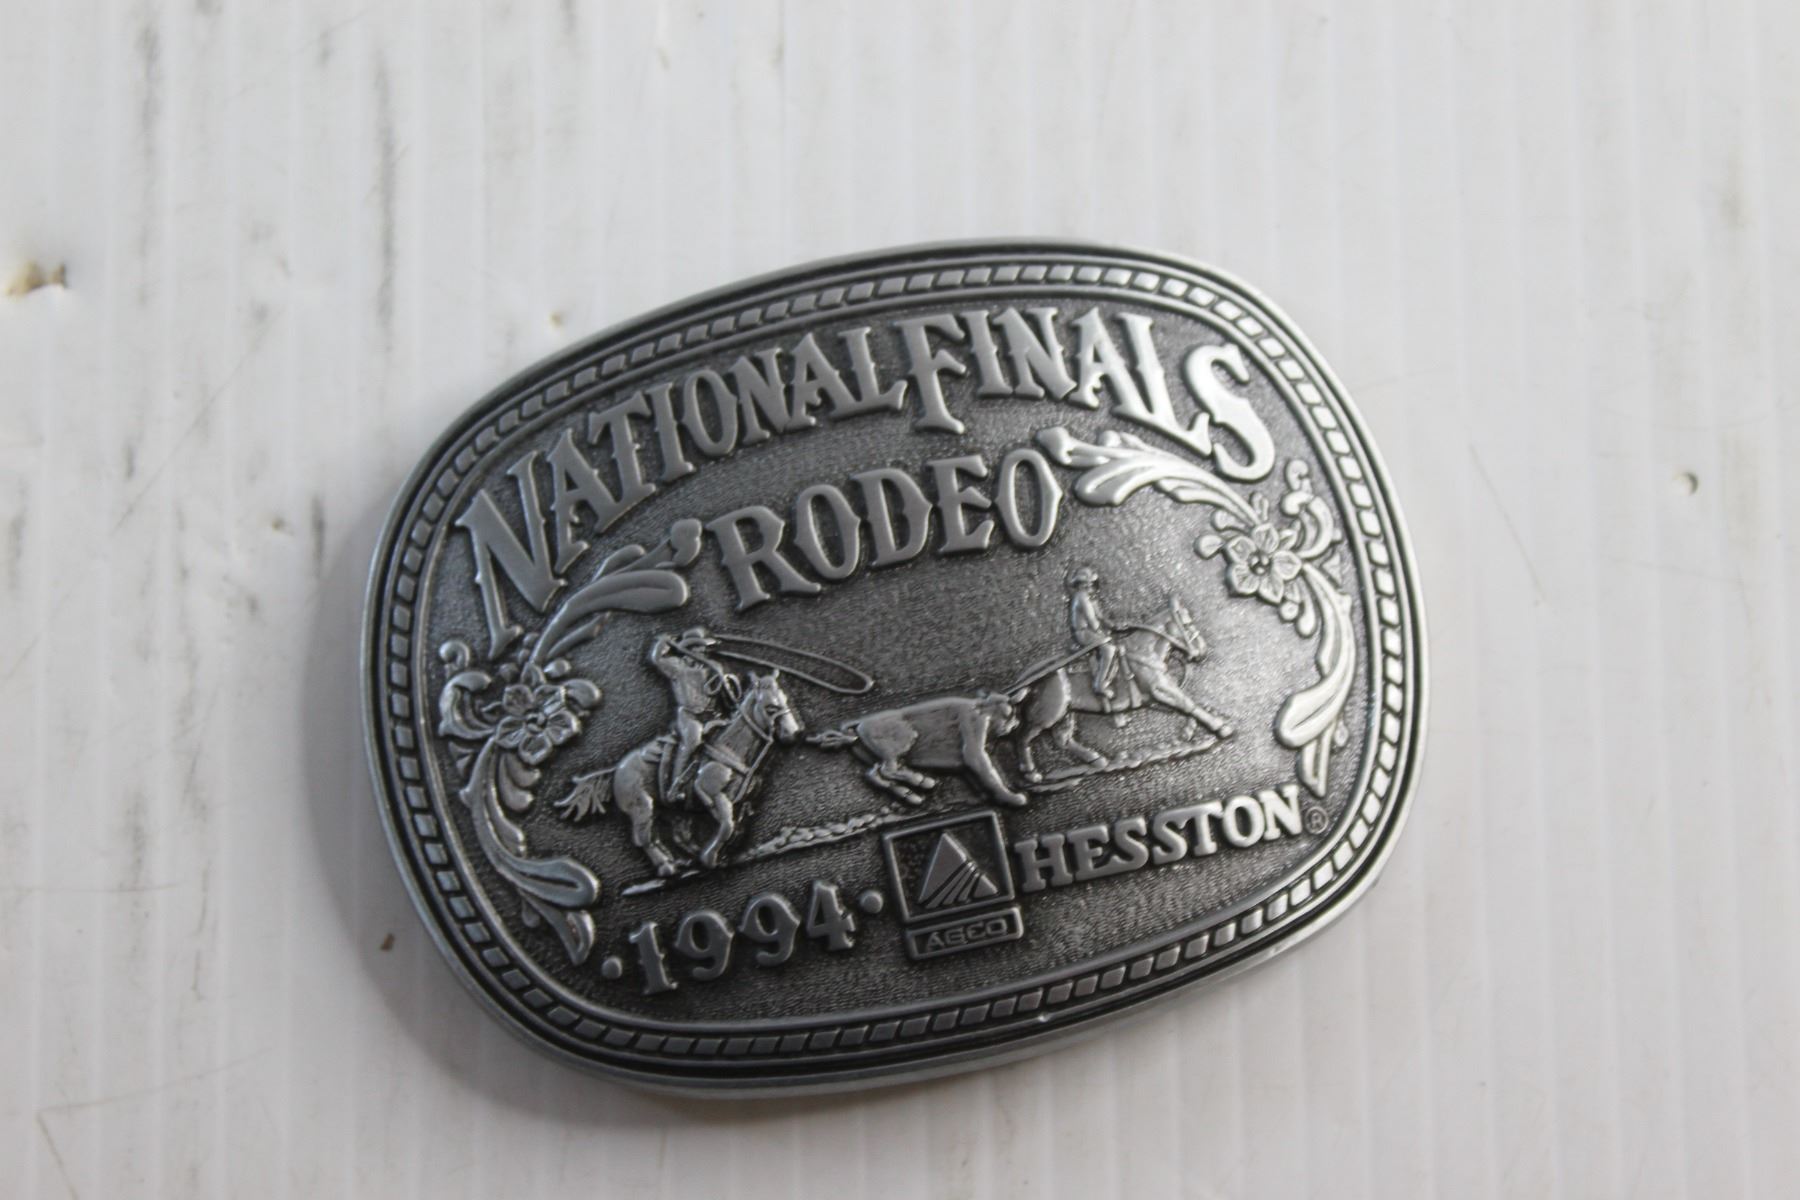 NATIONAL FINALS
RODEO
HESSTON®
•1994•
AGCO